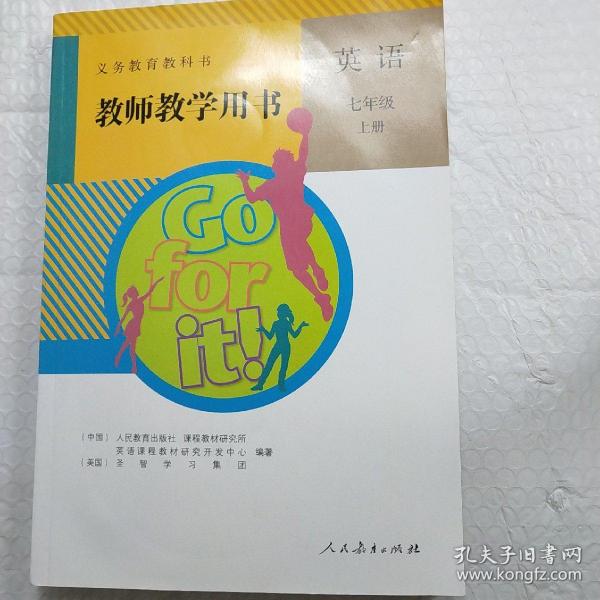 义务教育教科书
教师教学用书
英语
七年级
上册
Go
for
it!
(中国) 人民教育出版社 课程教材研究所
英语课程教材研究开发中心 编著
(美国) 圣智学习集团
人民教育出版社
孔夫子旧书网
www.kongfz.com